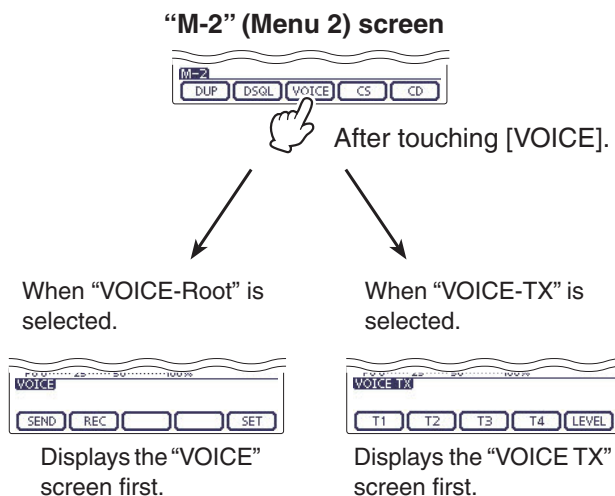 “M-2” (Menu 2) screen
M-2
DUP DSQL VOICE CS CD
After touching [VOICE].
When “VOICE-Root” is
selected.
VOICE
SEND REC SET
Displays the “VOICE”
screen first.
When “VOICE-TX” is
selected.
VOICE TX
T1 T2 T3 T4 LEVEL
Displays the “VOICE TX”
screen first.